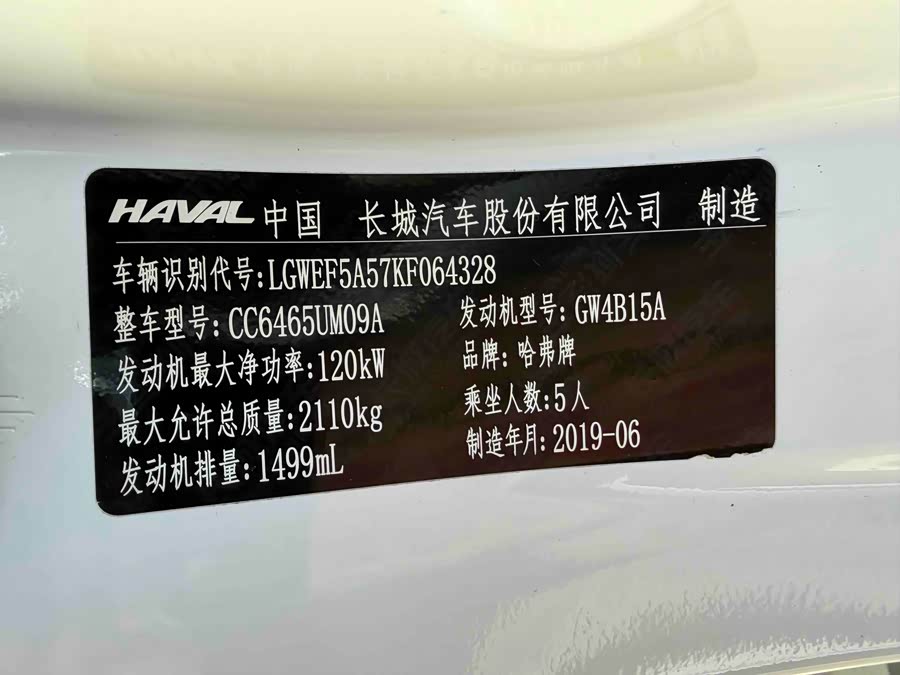 HAVAL 中国 长城汽车股份有限公司 制造
车辆识别代号:LGWEF5A57KF064328
整车型号:CC6465UM09A 发动机型号:GW4B15A
发动机最大净功率:120kW 品牌:哈弗牌
最大允许总质量:2110kg 乘坐人数:5人
发动机排量:1499mL 制造年月:2019-06